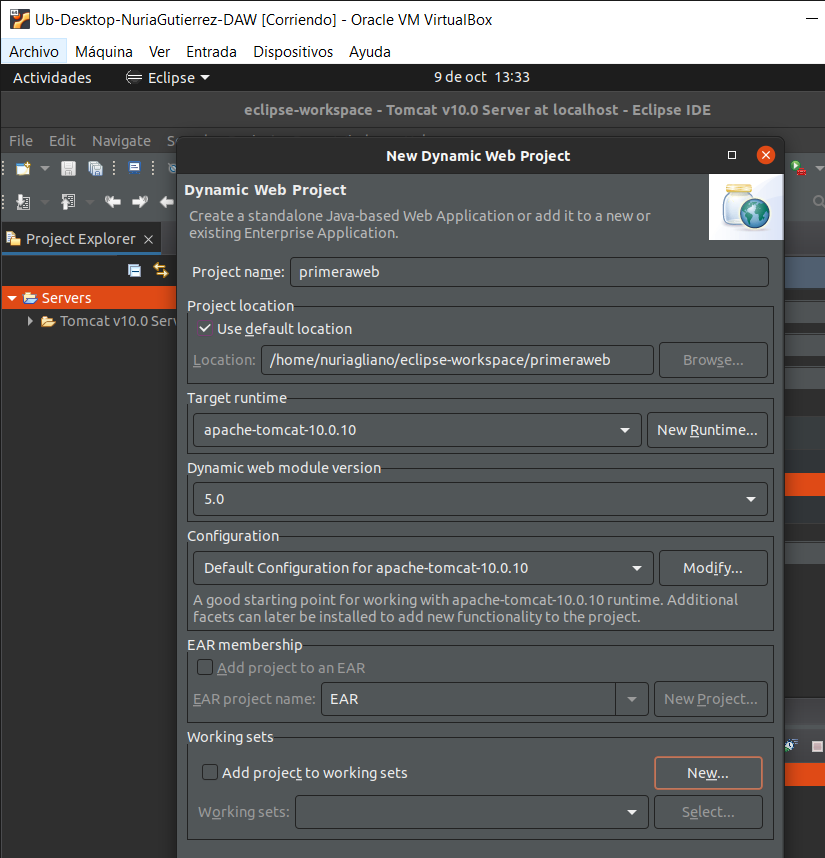 Ub-Desktop-NuriaGutierrez-DAW [Corriendo] - Oracle VM VirtualBox
Archivo Máquina Ver Entrada Dispositivos Ayuda
Actividades Eclipse 9 de oct 13:33
eclipse-workspace - Tomcat v10.0 Server at localhost - Eclipse IDE
File Edit Navigate
New Dynamic Web Project
Dynamic Web Project
Create a standalone Java-based Web Application or add it to a new or
existing Enterprise Application.
Project Explorer
Servers
Tomcat v10.0 Serv
Project name: primeraweb
Project location
Use default location
Location: /home/nuriagliano/eclipse-workspace/primeraweb Browse...
Target runtime
apache-tomcat-10.0.10 New Runtime...
Dynamic web module version
5.0
Configuration
Default Configuration for apache-tomcat-10.0.10 Modify...
A good starting point for working with apache-tomcat-10.0.10 runtime. Additional
facets can later be installed to add new functionality to the project.
EAR membership
Add project to an EAR
EAR project name: EAR New Project...
Working sets
Add project to working sets New...
Working sets: Select...